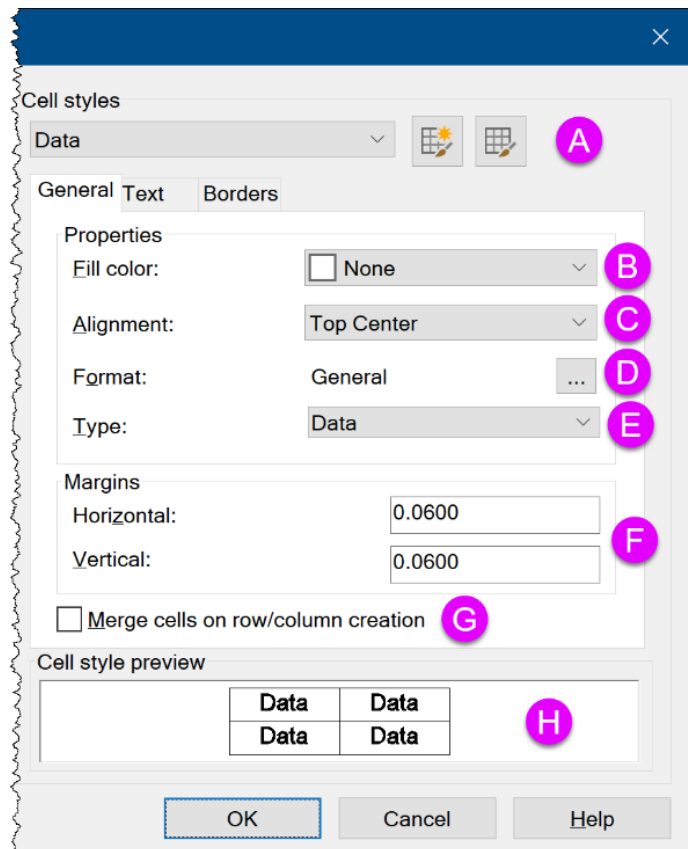 Cell styles
Data
A
General Text Borders
Properties
Fill color: None B
Alignment: Top Center C
Format: General ... D
Type: Data E
Margins
Horizontal: 0.0600
F
Vertical: 0.0600
Merge cells on row/column creation G
Cell style preview
Data Data
H
Data Data
OK Cancel Help